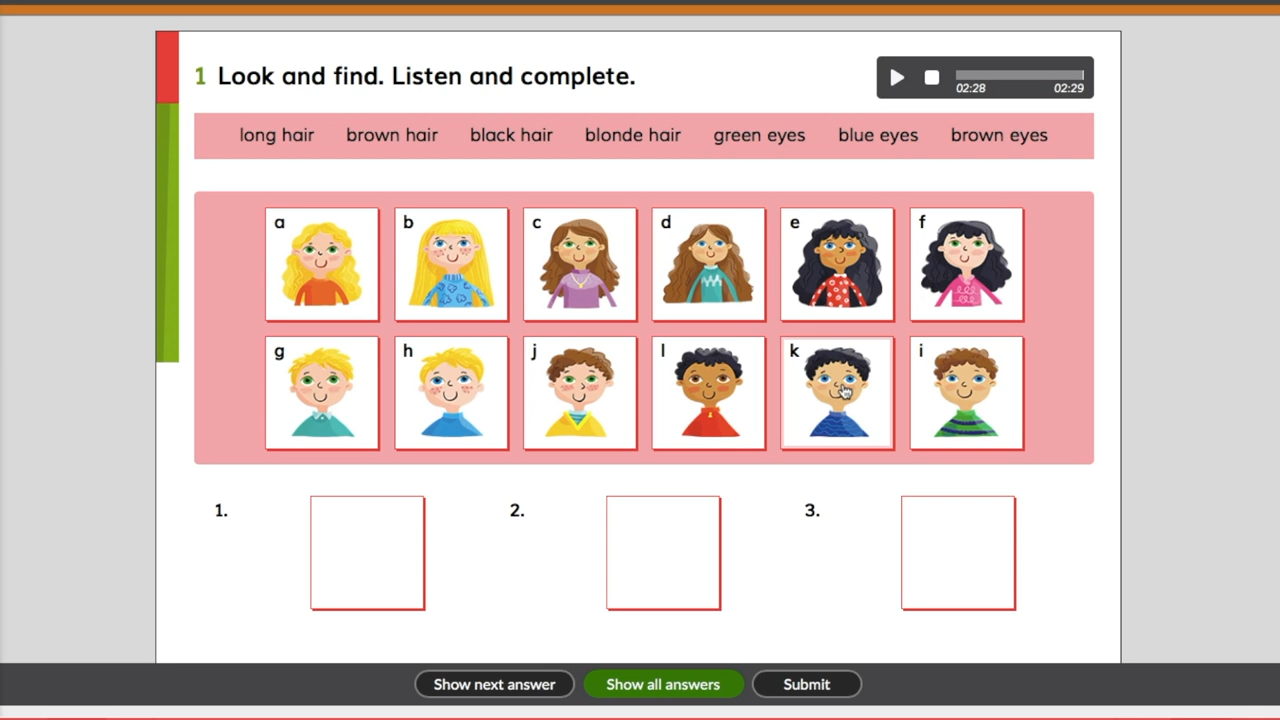 1 Look and find. Listen and complete.
02:28 02:29
long hair brown hair black hair blonde hair green eyes blue eyes brown eyes
a b c d e f
g h j l k i
1. 2. 3.
Show next answer Show all answers Submit